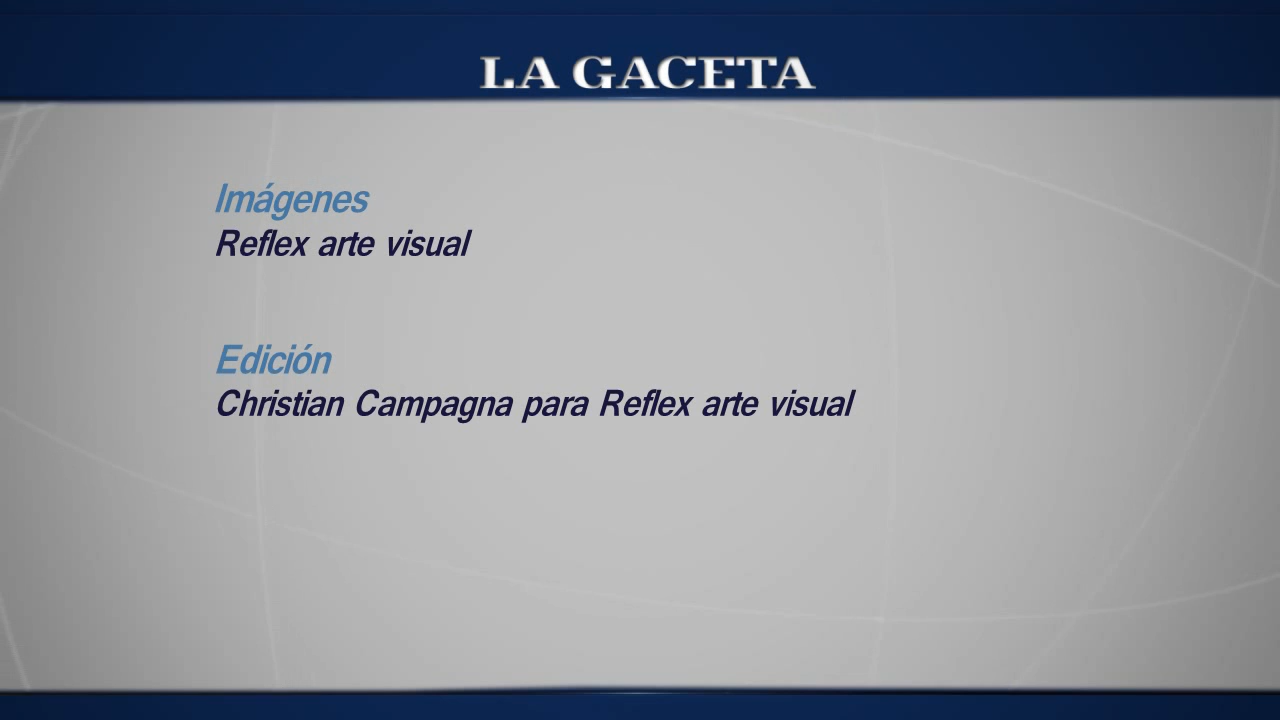 LA GACETA
Imágenes
Reflex arte visual
Edición
Christian Campagna para Reflex arte visual